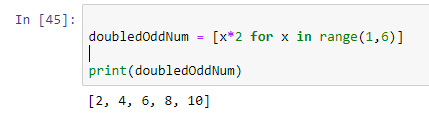 In [45]:
doubledOddNum = [x*2 for x in range(1,6)]
print(doubledOddNum)
[2, 4, 6, 8, 10]